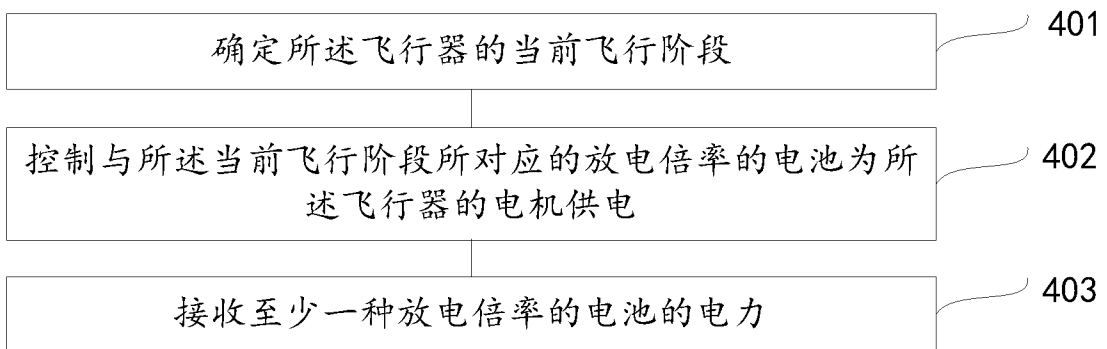 确定所述飞行器的当前飞行阶段
401
控制与所述当前飞行阶段所对应的放电倍率的电池为所
述飞行器的电机供电
402
接收至少一种放电倍率的电池的电力
403